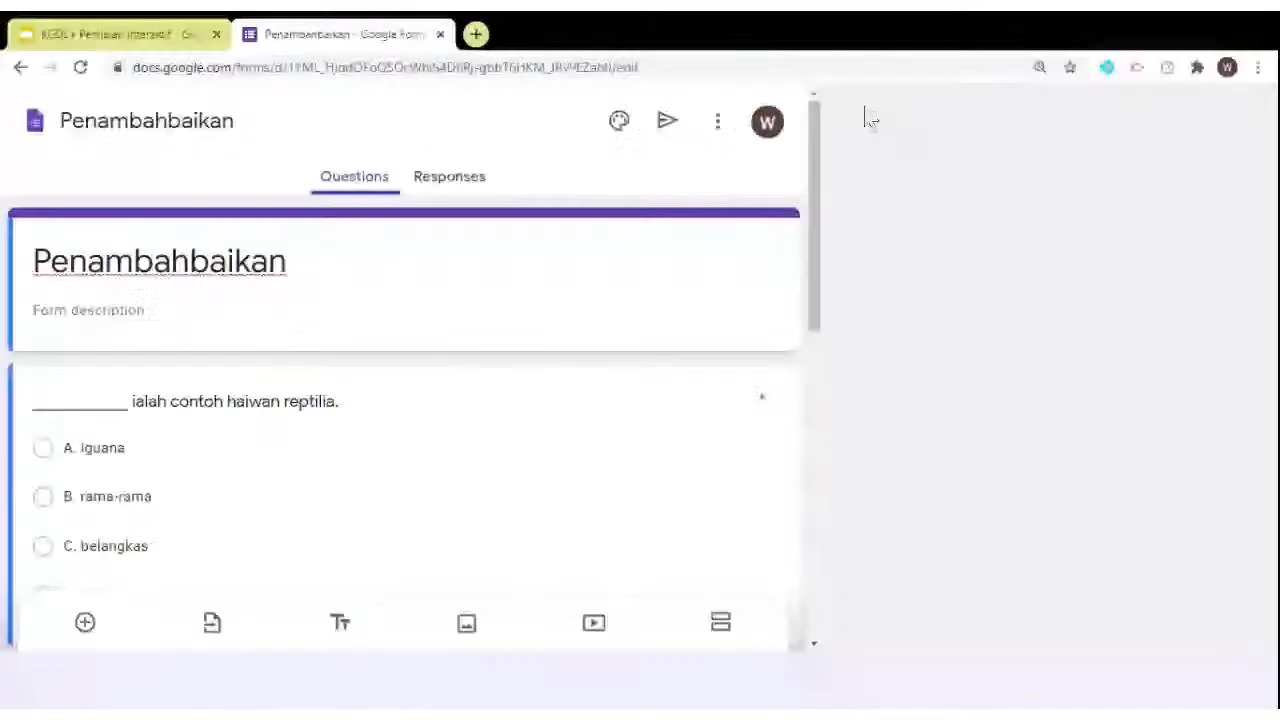 Penambahbaikan - Google Form
docs.google.com/forms/d/
Penambahbaikan
W
W
Questions Responses
Penambahbaikan
Form description
___________ ialah contoh haiwan reptilia. *
A. Iguana
B. rama-rama
C. belangkas